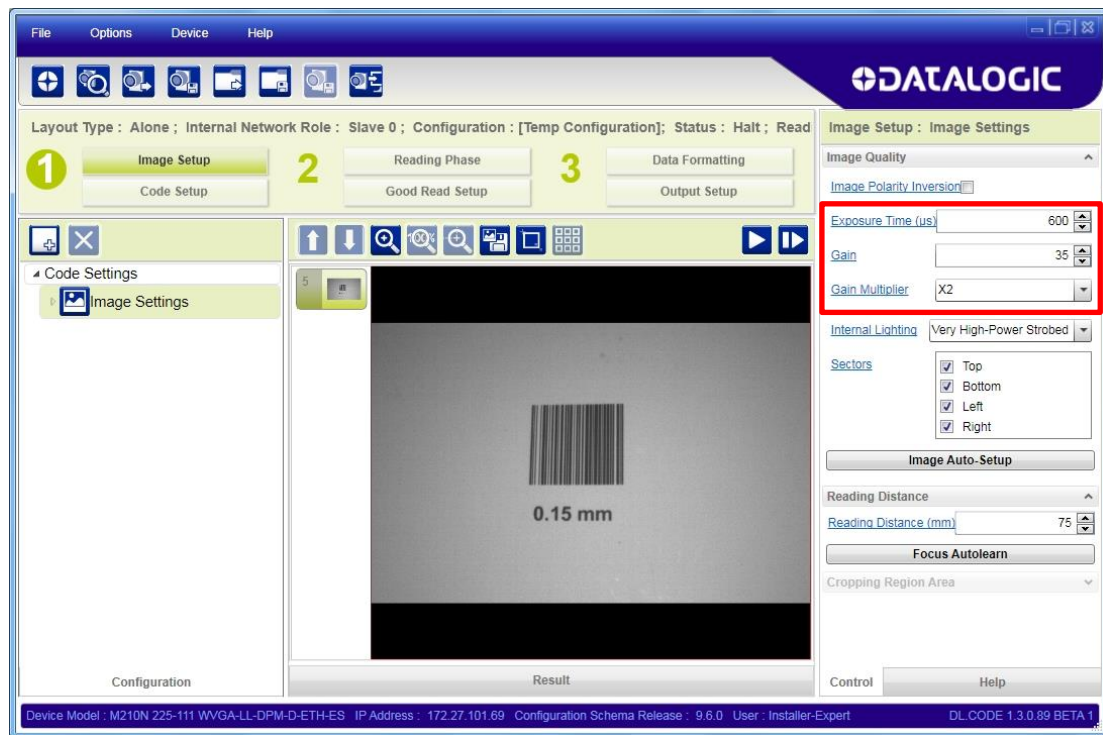 File Options Device Help
DATALOGIC
Layout Type : Alone ; Internal Network Role : Slave 0 ; Configuration : [Temp Configuration]; Status : Halt ; Read
1 Image Setup 2 Reading Phase 3 Data Formatting
Code Setup Good Read Setup Output Setup
Code Settings
Image Settings
100%
5
0.15 mm
Configuration
Result
Image Setup : Image Settings
Image Quality
Image Polarity Inversion
Exposure Time (µs) 600
Gain 35
Gain Multiplier X2
Internal Lighting Very High-Power Strobed
Sectors Top
Bottom
Left
Right
Image Auto-Setup
Reading Distance
Reading Distance (mm) 75
Focus Autolearn
Cropping Region Area
Control Help
Device Model : M210N 225-111 WVGA-LL-DPM-D-ETH-ES IP Address : 172.27.101.69 Configuration Schema Release : 9.6.0 User : Installer-Expert DL.CODE 1.3.0.89 BETA 1